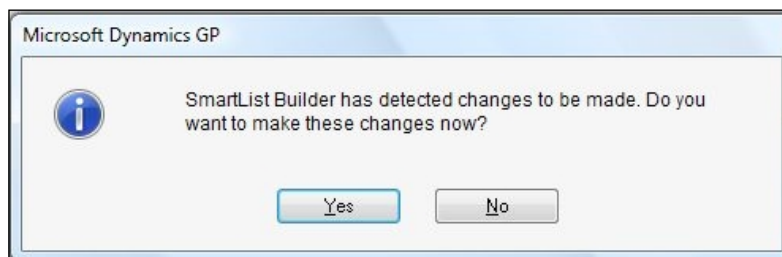 Microsoft Dynamics GP
SmartList Builder has detected changes to be made. Do you
want to make these changes now?
Yes
No